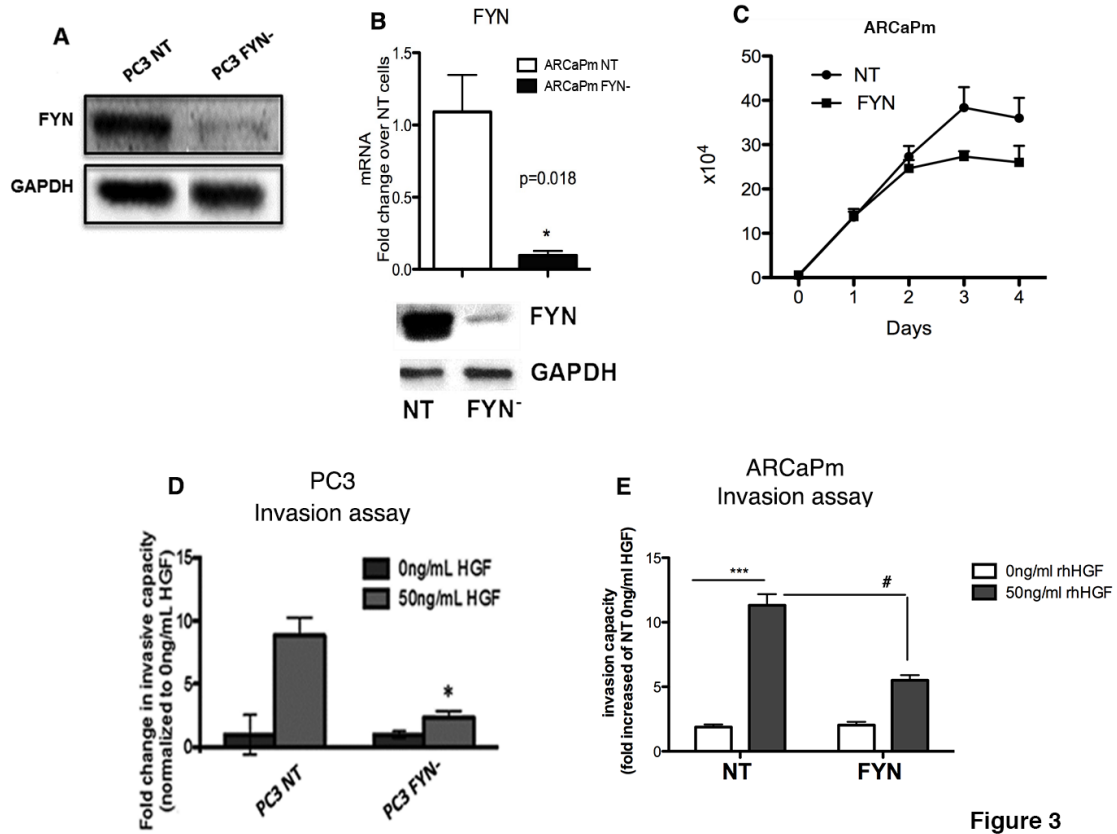 A
PC3 NT
PC3 FYN-
FYN
GAPDH
B
FYN
mRNA
Fold change over NT cells
1.5
1.0
0.5
0.0
ARCaPm NT
ARCaPm FYN-
p=0.018
*
FYN
GAPDH
NT FYN-
C
ARCaPm
x104
50
40
30
20
10
0
NT
FYN
0 1 2 3 4
Days
D
PC3
Invasion assay
Fold change in invasive capacity
(normalized to 0ng/mL HGF)
15
10
5
0
0ng/mL HGF
50ng/mL HGF
*
PC3 NT
PC3 FYN-
E
ARCaPm
Invasion assay
invasion capacity
(fold increased of NT 0ng/ml HGF)
15
10
5
0
***
#
0ng/ml rhHGF
50ng/ml rhHGF
NT FYN
Figure 3